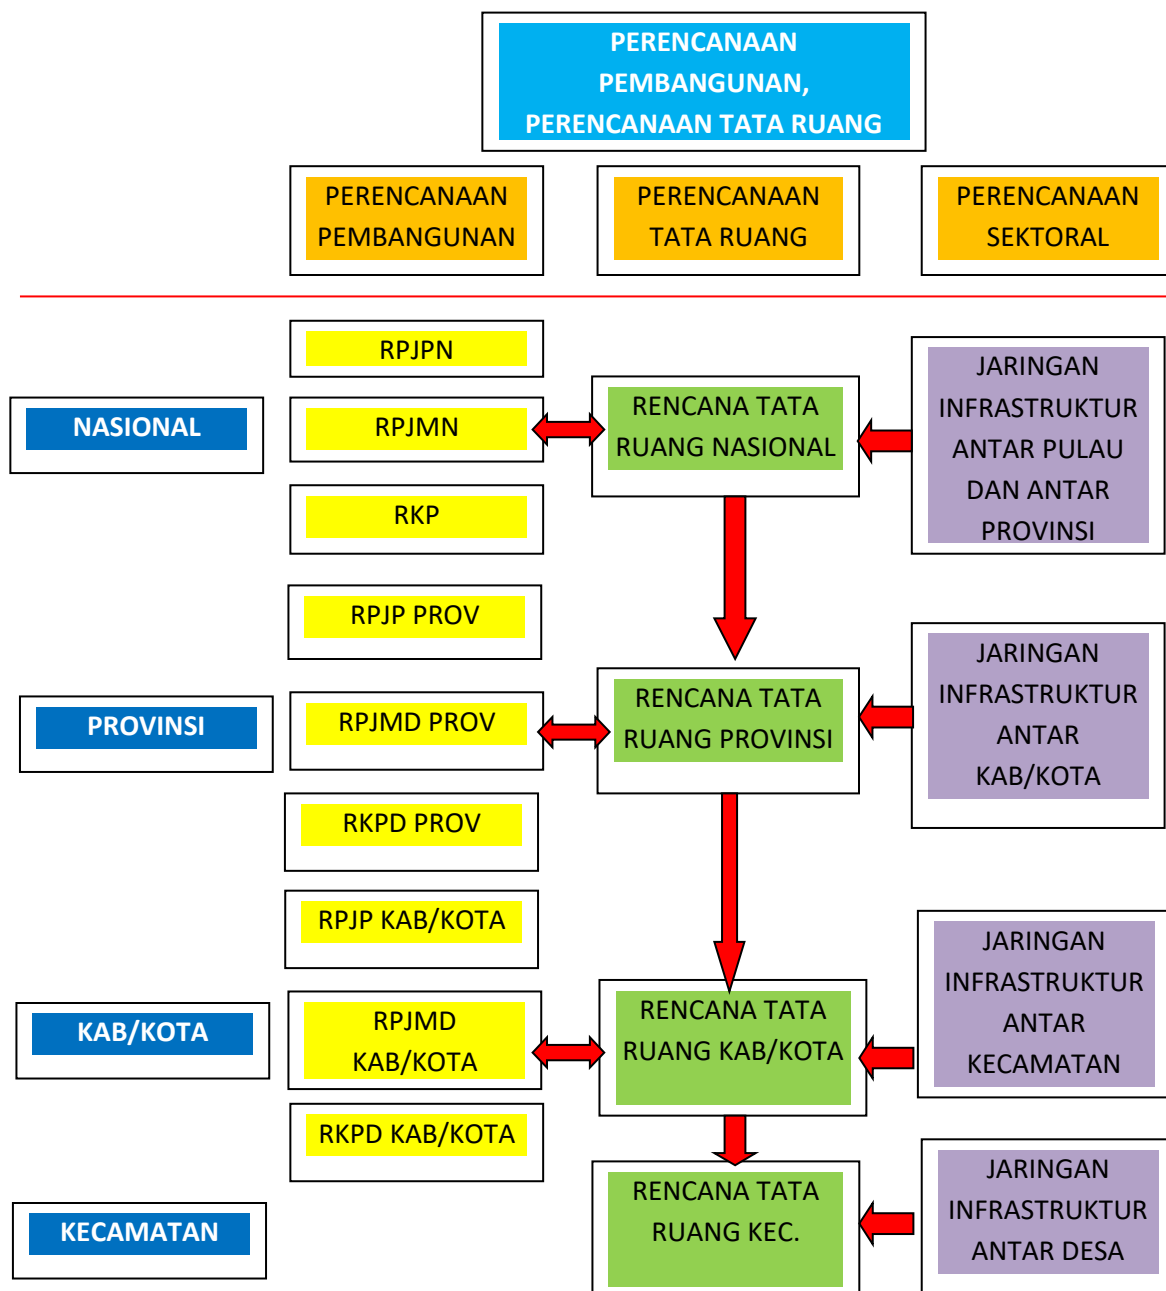 PERENCANAAN
PEMBANGUNAN,
PERENCANAAN TATA RUANG
PERENCANAAN
PEMBANGUNAN
PERENCANAAN
TATA RUANG
PERENCANAAN
SEKTORAL
NASIONAL
RPJPN
RPJMN
RKP
RENCANA TATA
RUANG NASIONAL
JARINGAN
INFRASTRUKTUR
ANTAR PULAU
DAN ANTAR
PROVINSI
PROVINSI
RPJP PROV
RPJMD PROV
RKPD PROV
RENCANA TATA
RUANG PROVINSI
JARINGAN
INFRASTRUKTUR
ANTAR
KAB/KOTA
KAB/KOTA
RPJP KAB/KOTA
RPJMD
KAB/KOTA
RKPD KAB/KOTA
RENCANA TATA
RUANG KAB/KOTA
JARINGAN
INFRASTRUKTUR
ANTAR
KECAMATAN
KECAMATAN
RENCANA TATA
RUANG KEC.
JARINGAN
INFRASTRUKTUR
ANTAR DESA